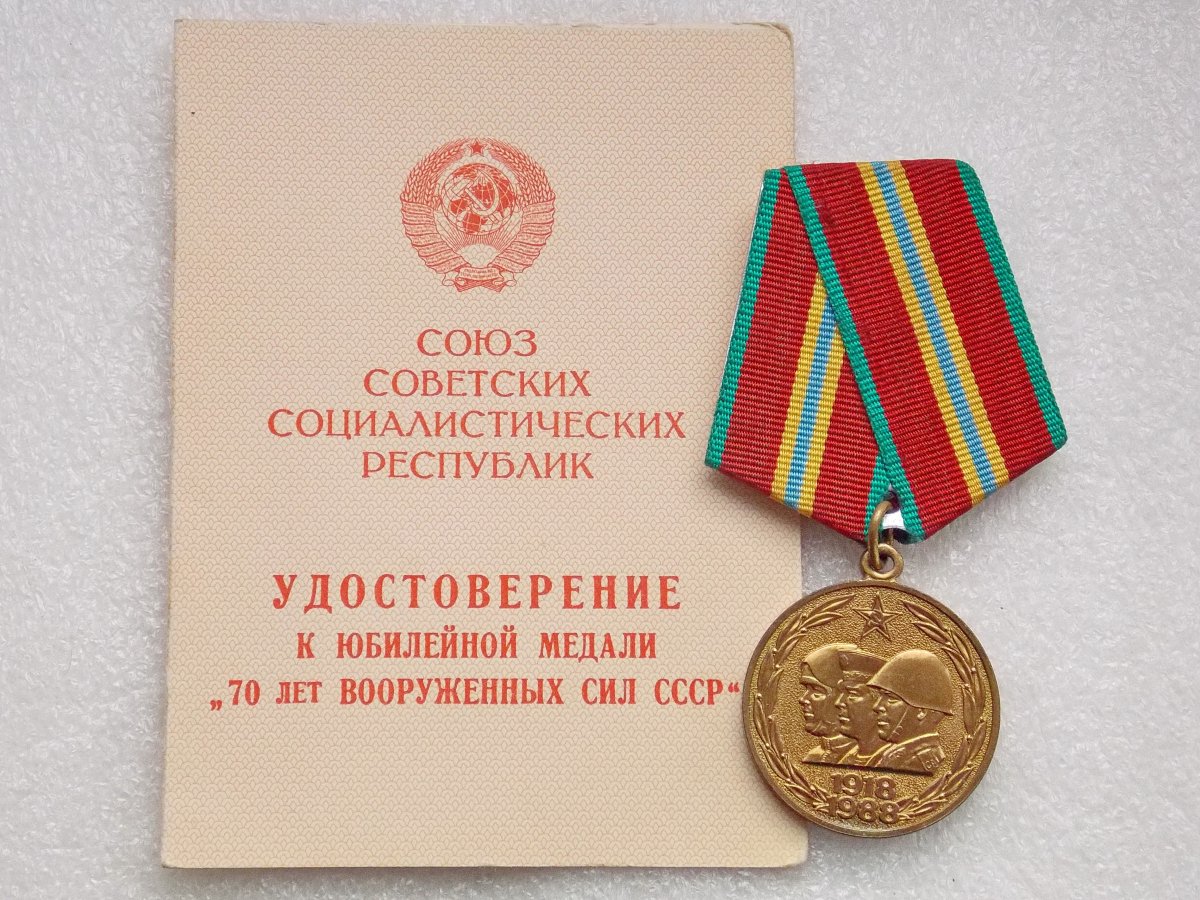 СОЮЗ
СОВЕТСКИХ
СОЦИАЛИСТИЧЕСКИХ
РЕСПУБЛИК
УДОСТОВЕРЕНИЕ
К ЮБИЛЕЙНОЙ МЕДАЛИ
„70 лет ВООРУЖЕННЫХ СИЛ СССР“
1918
1988